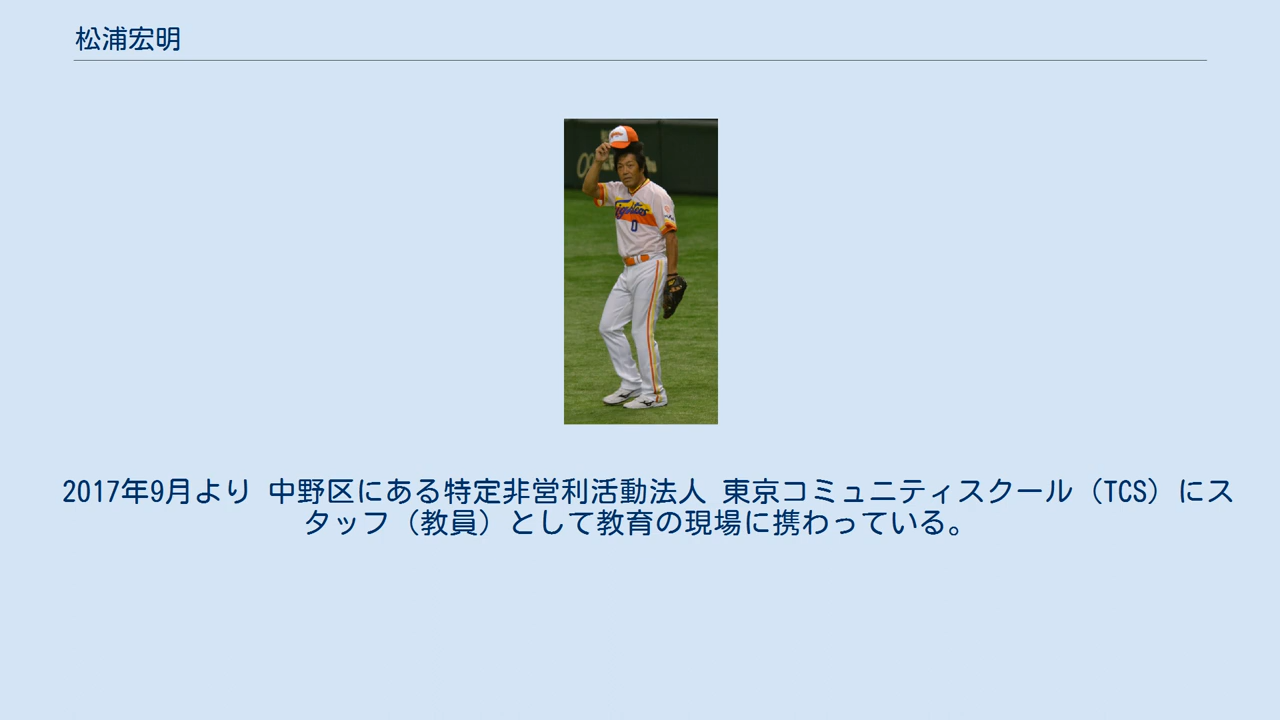 松浦宏明
0
2017年9月より 中野区にある特定非営利活動法人 東京コミュニティスクール（TCS）にス
タッフ（教員）として教育の現場に携わっている。